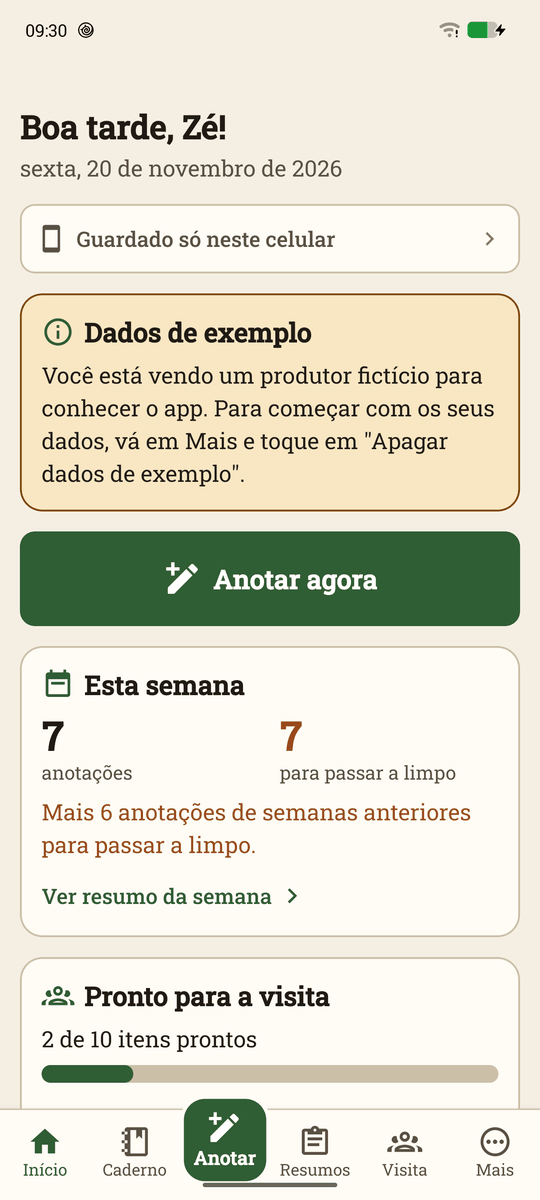 09:30
Boa tarde, Zé!
sexta, 20 de novembro de 2026
Guardado só neste celular
Dados de exemplo
Você está vendo um produtor fictício para
conhecer o app. Para começar com os seus
dados, vá em Mais e toque em "Apagar
dados de exemplo".
Anotar agora
Esta semana
7
anotações
7
para passar a limpo
Mais 6 anotações de semanas anteriores
para passar a limpo.
Ver resumo da semana
Pronto para a visita
2 de 10 itens prontos
Início
Caderno
Anotar
Resumos
Visita
Mais